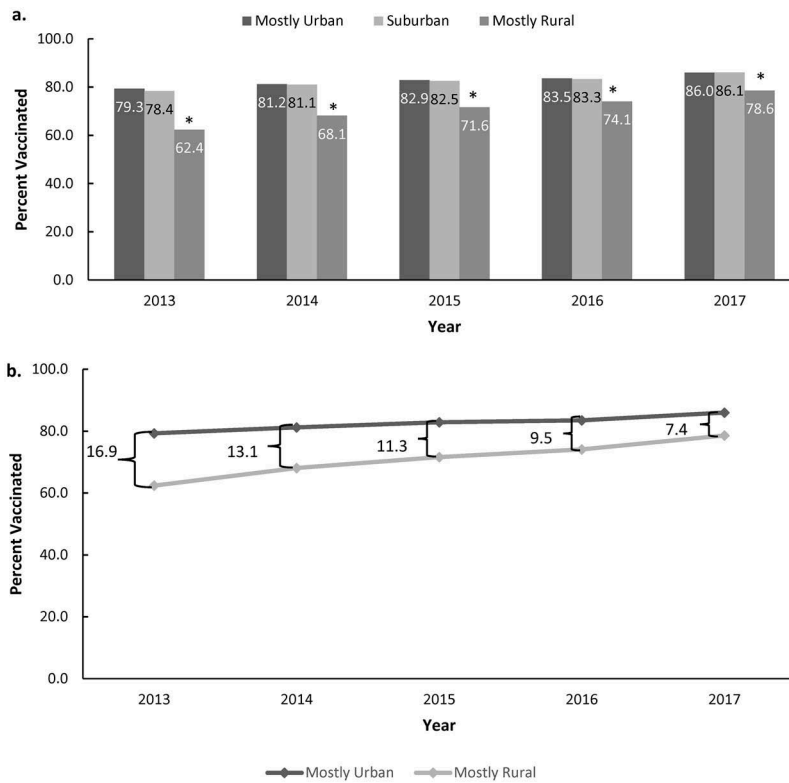 a.
Mostly Urban Suburban Mostly Rural
100.0
80.0
60.0
40.0
20.0
0.0
Percent Vaccinated
79.3 78.4 * 62.4
81.2 81.1 * 68.1
82.9 82.5 * 71.6
83.5 83.3 * 74.1
86.0 86.1 * 78.6
2013 2014 2015 2016 2017
Year
b.
100.0
80.0
60.0
40.0
20.0
0.0
Percent Vaccinated
16.9 13.1 11.3 9.5 7.4
2013 2014 2015 2016 2017
Year
Mostly Urban Mostly Rural